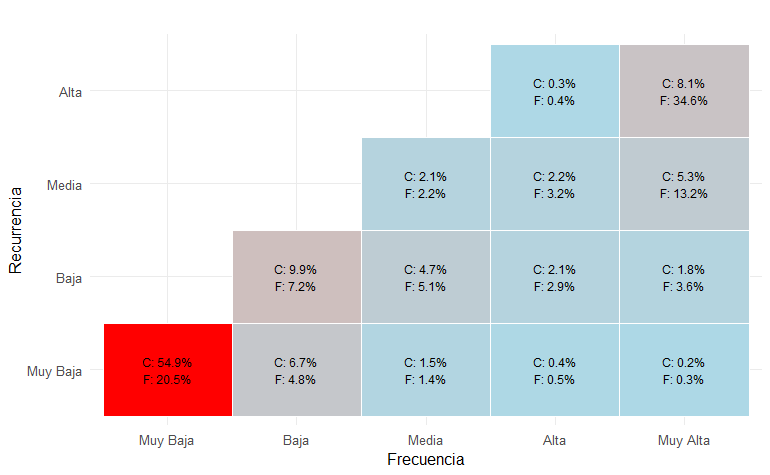 Recurrencia
Alta
C: 0.3%
F: 0.4%
C: 8.1%
F: 34.6%
Media
C: 2.1%
F: 2.2%
C: 2.2%
F: 3.2%
C: 5.3%
F: 13.2%
Baja
C: 9.9%
F: 7.2%
C: 4.7%
F: 5.1%
C: 2.1%
F: 2.9%
C: 1.8%
F: 3.6%
Muy Baja
C: 54.9%
F: 20.5%
C: 6.7%
F: 4.8%
C: 1.5%
F: 1.4%
C: 0.4%
F: 0.5%
C: 0.2%
F: 0.3%
Muy Baja
Baja
Media
Alta
Muy Alta
Frecuencia